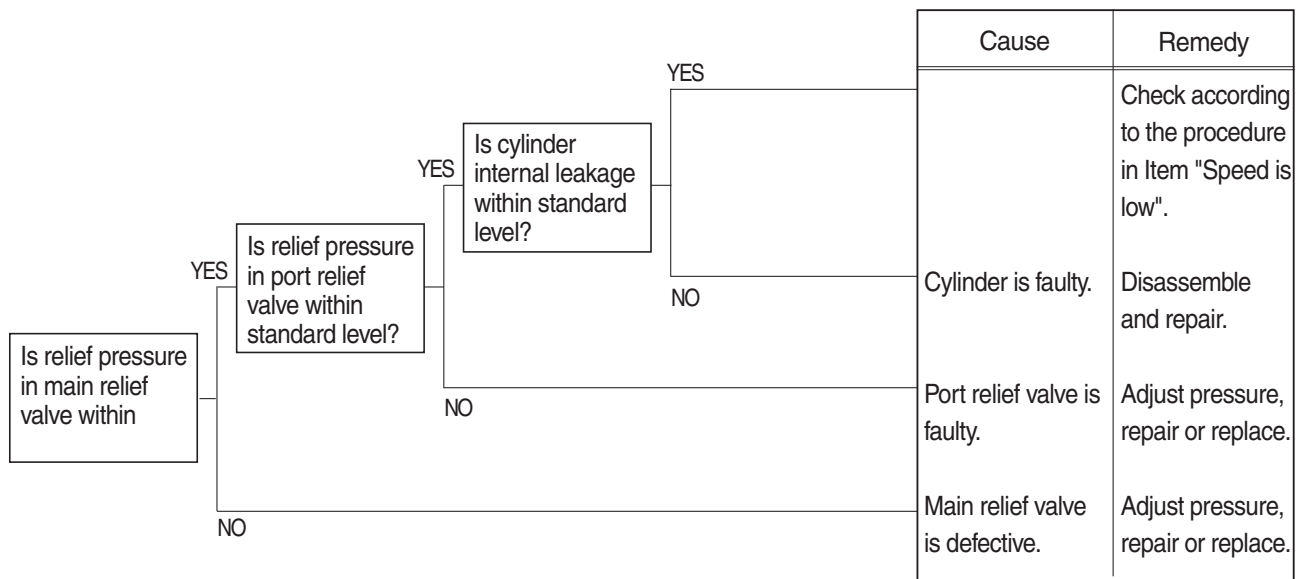 Cause
Remedy
YES
Check according
to the procedure
in Item "Speed is
low".
Is cylinder
internal leakage
within standard
level?
YES
Is relief pressure
in port relief
valve within
standard level?
YES
NO
Cylinder is faulty.
Disassemble
and repair.
Is relief pressure
in main relief
valve within
NO
Port relief valve is
faulty.
Adjust pressure,
repair or replace.
NO
Main relief valve
is defective.
Adjust pressure,
repair or replace.